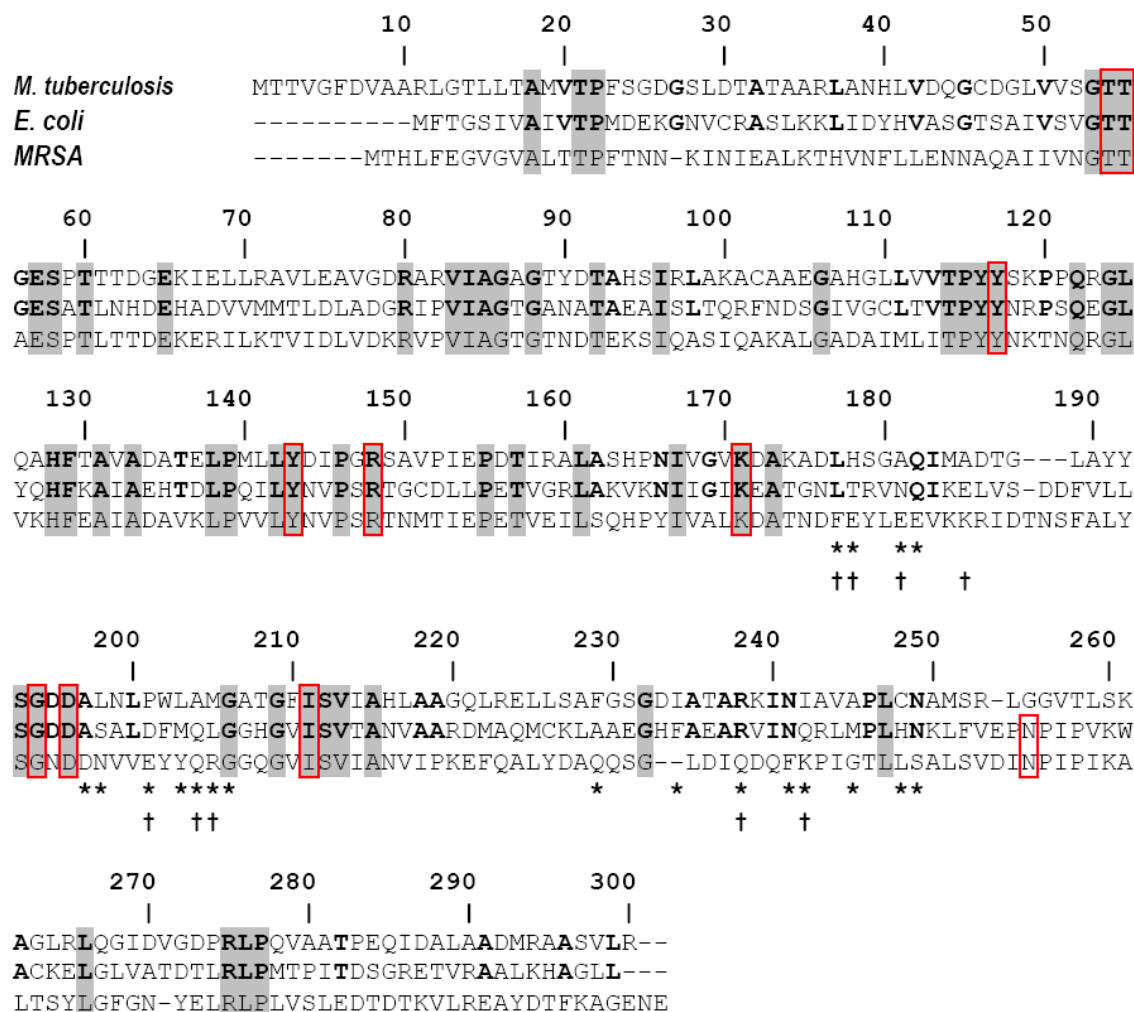 10 20 30 40 50
M. tuberculosis MTTVGFDVAARLGTLLTAMVTPFSGDGSLDTATAARLANHLVDQGCDGLVVSGTT
E. coli ----------MFTGSIVAIVTPMDEKGNVCRASLKKLIDYHVASGTSAIVSVGTT
MRSA -------MTHLFEGVGVALTTPFTNN-KINIEALKTHVNFLLENNAQAIIVNGTT
60 70 80 90 100 110 120
GESPTTTDGEKIELLRAVLEAVGDRARVIAGAGTYDTAHSIRLAKACAAEGAHGLLVVTPYYSKPPQRGL
GESATLNHDEHADVVMMTLDLADGRIPVIAGTGANATAEAISLTQRFNDSGIVGCLTVTPYYNRPSQEGL
AESPTLTTDEKERILKTVIDLVDKRVPVIAGTGTNDTEKSIQASIQAKALGADAIMLITPYYNKTNQRGL
130 140 150 160 170 180 190
QAHFTAVADATELPMLLYDIPGRSAVPIEPDTIRALASHPNIVGVKDAKADLHSGAQIMADTG---LAYY
YQHFKAIAEHTDLPQILYNVPSRTGCDLLPETVGRLAKVKNIIGIKEATGNLTRVNQIKELVS-DDFVLL
VKHFEAIADAVKLPVVLYNVPSRTNMTIEPETVEILSQHPYIVALKDATNDFEYLEEVKKRIDTNSFALY
** **
†† † †
200 210 220 230 240 250 260
SGDDALNLPWLAMGATGFISVIAHLAAGQLRELLSAFGSGDIATARKINIAVAPLCNAMSR-LGGVTLSK
SGDDASALDFMQLGGHGVISVTANVAARDMAQMCKLAAEGHFAEARVINQRLMPLHNKLFVEPNPIPVKW
SGNDDNVVEYYQRGGQGVISVIANVIPKEFQALYDAQQSG--LDIQDQFKPIGTLLSALSVDINPIPIKA
** * **** * * * ** * **
† †† † †
270 280 290 300
AGLRLQGIDVGDPRLPQVAATPEQIDALAADMRAASVLR--
ACKELGLVATDTLRLPMTPITDSGRETVRAALKHAGLL---
LTSYLGFGN-YELRLPLVSLEDTDTKVLREAYDTFKAGENE